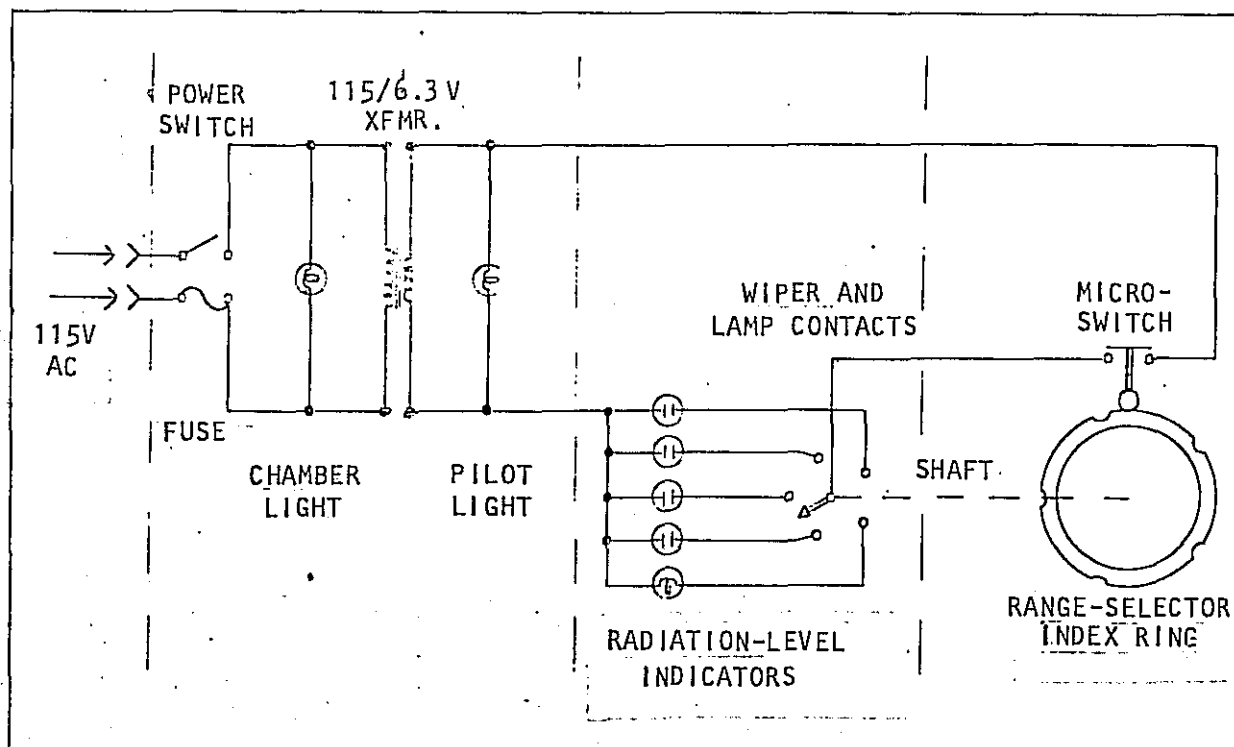 POWER
SWITCH
115/6.3 V
XFMR.
115V
AC
FUSE
CHAMBER
LIGHT
PILOT
LIGHT
WIPER AND
LAMP CONTACTS
MICRO-
SWITCH
SHAFT
RADIATION-LEVEL
INDICATORS
RANGE-SELECTOR
INDEX RING